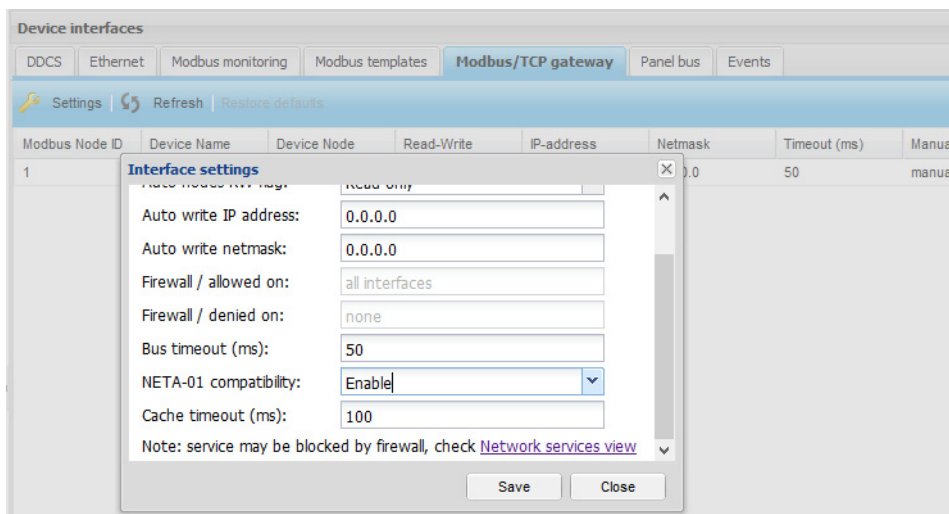 Device interfaces
DDCS Ethernet Modbus monitoring Modbus templates Modbus/TCP gateway Panel bus Events
Settings Refresh Restore defaults
Modbus Node ID Device Name Device Node Read-Write IP-address Netmask Timeout (ms) Manua
1 50 manua
Interface settings
Auto write IP address: 0.0.0.0
Auto write netmask: 0.0.0.0
Firewall / allowed on: all interfaces
Firewall / denied on: none
Bus timeout (ms): 50
NETA-01 compatibility: Enable
Cache timeout (ms): 100
Note: service may be blocked by firewall, check Network services view
Save Close